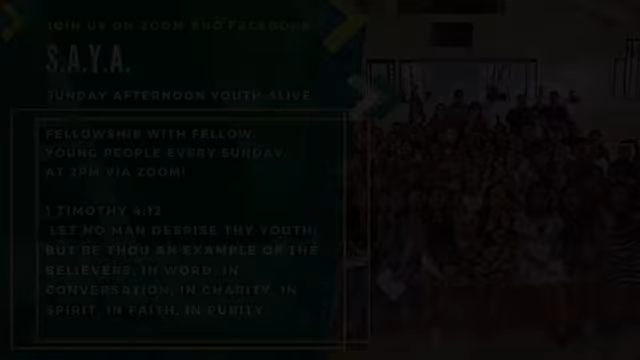 JOIN US ON ZOOM AND FACEBOOK
S.A.Y.A.
SUNDAY AFTERNOON YOUTH ALIVE
FELLOWSHIP WITH FELLOW
YOUNG PEOPLE EVERY SUNDAY
AT 2PM VIA ZOOM!
1 TIMOTHY 4:12
LET NO MAN DESPISE THY YOUTH;
BUT BE THOU AN EXAMPLE OF THE
BELIEVERS, IN WORD, IN
CONVERSATION, IN CHARITY, IN
SPIRIT, IN FAITH, IN PURITY.